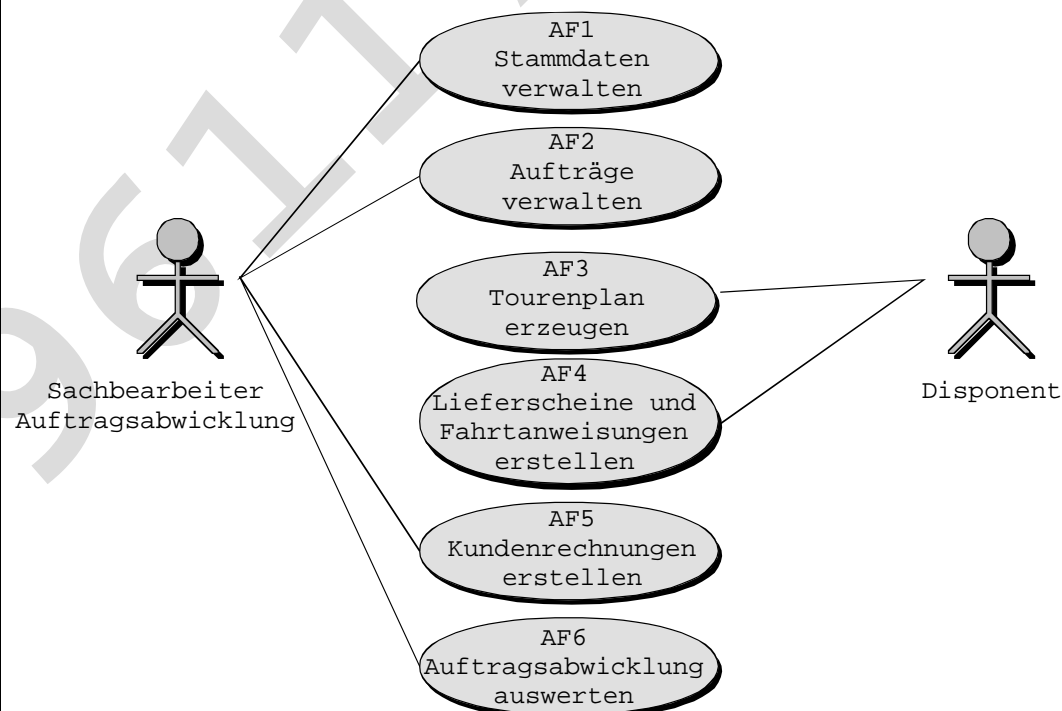 AF1
Stammdaten
verwalten
AF2
Aufträge
verwalten
AF3
Tourenplan
erzeugen
AF4
Lieferscheine und
Fahrtanweisungen
erstellen
AF5
Kundenrechnungen
erstellen
AF6
Auftragsabwicklung
auswerten
Sachbearbeiter
Auftragsabwicklung
Disponent